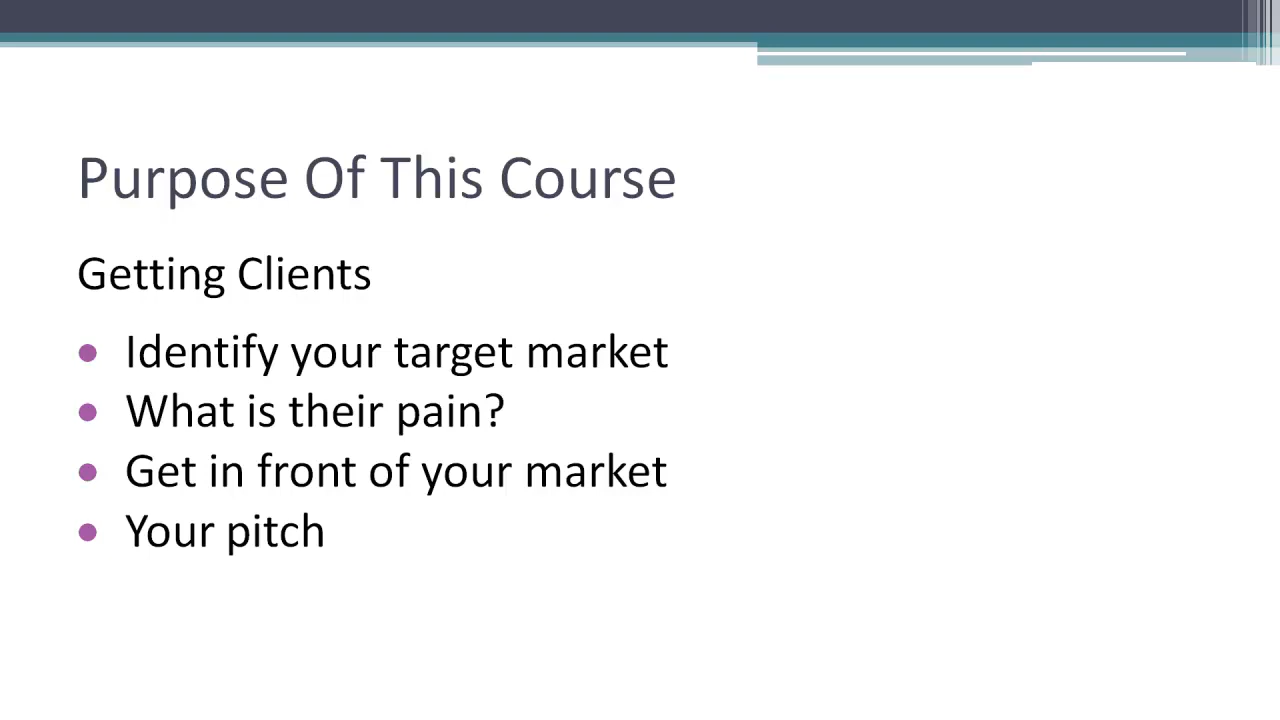 Purpose Of This Course
Getting Clients
Identify your target market
What is their pain?
Get in front of your market
Your pitch